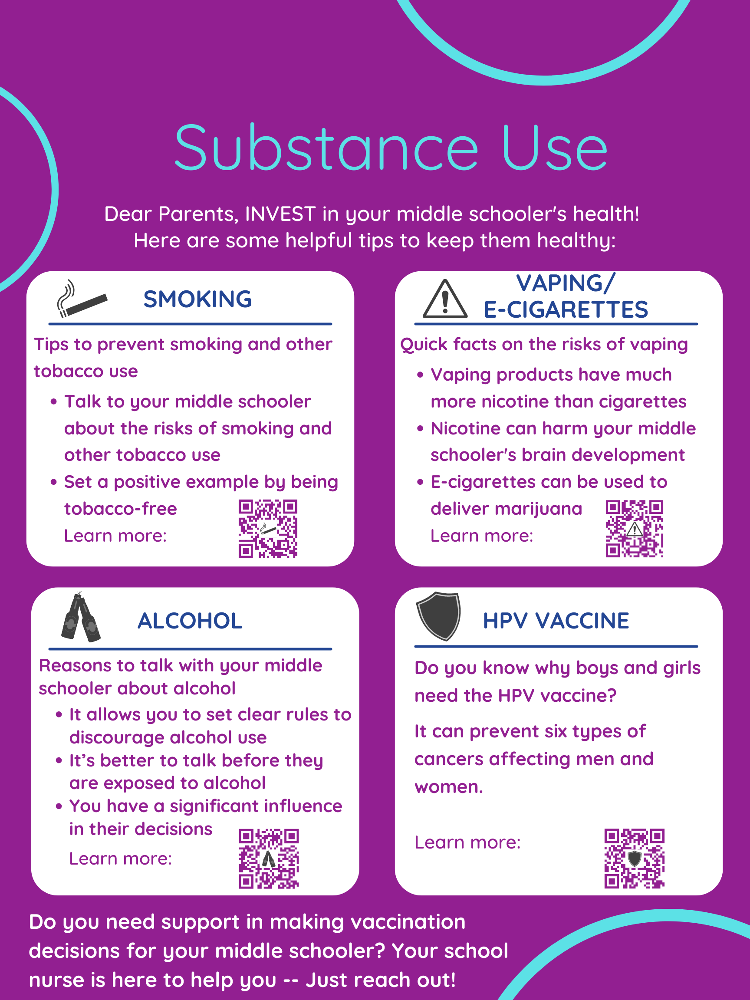 Substance Use
Dear Parents, INVEST in your middle schooler's health!
Here are some helpful tips to keep them healthy:
SMOKING
Tips to prevent smoking and other
tobacco use
• Talk to your middle schooler
about the risks of smoking and
other tobacco use
• Set a positive example by being
tobacco-free
Learn more:
VAPING/
E-CIGARETTES
Quick facts on the risks of vaping
• Vaping products have much
more nicotine than cigarettes
• Nicotine can harm your middle
schooler's brain development
• E-cigarettes can be used to
deliver marijuana
Learn more:
ALCOHOL
Reasons to talk with your middle
schooler about alcohol
• It allows you to set clear rules to
discourage alcohol use
• It’s better to talk before they
are exposed to alcohol
• You have a significant influence
in their decisions
Learn more:
HPV VACCINE
Do you know why boys and girls
need the HPV vaccine?
It can prevent six types of
cancers affecting men and
women.
Learn more:
Do you need support in making vaccination
decisions for your middle schooler? Your school
nurse is here to help you -- Just reach out!